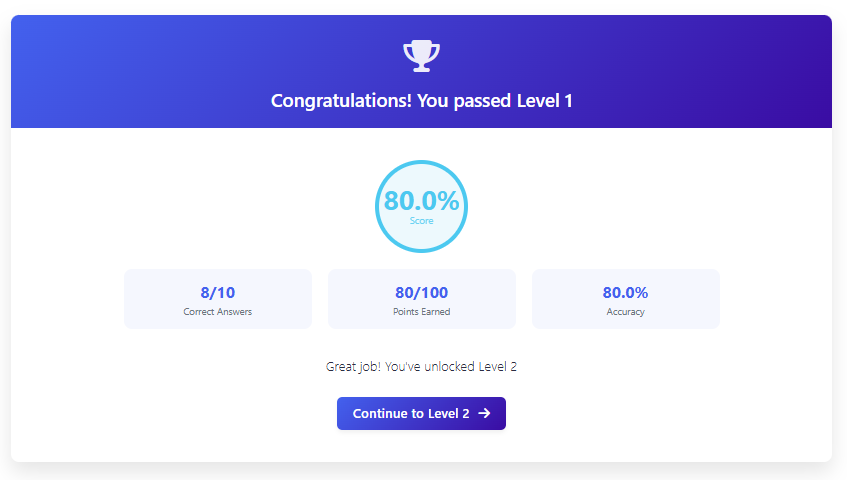 Congratulations! You passed Level 1
80.0%
Score
8/10
Correct Answers
80/100
Points Earned
80.0%
Accuracy
Great job! You've unlocked Level 2
Continue to Level 2 →